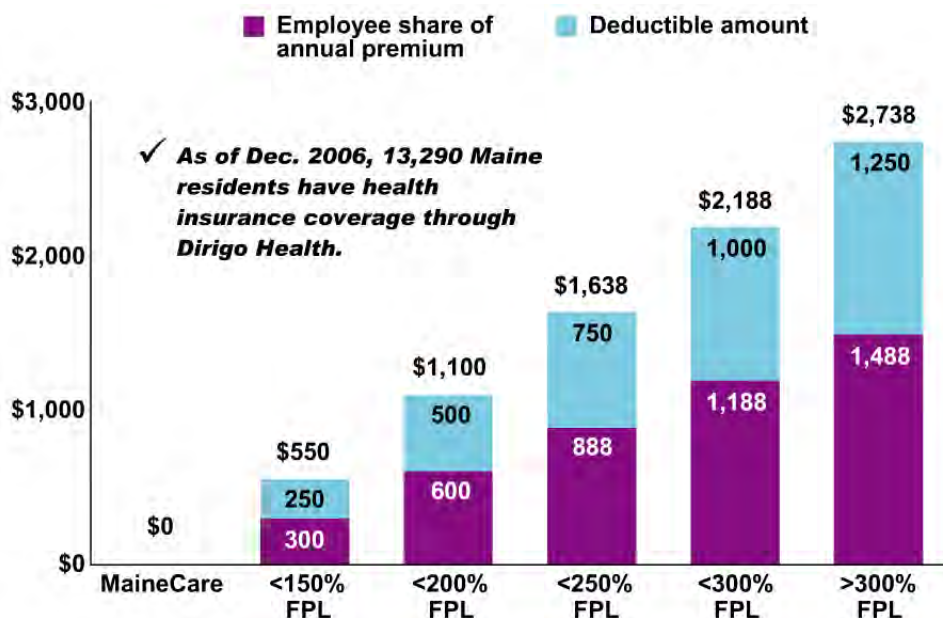 Employee share of
annual premium
Deductible amount
$3,000
$2,000
$1,000
$0
✓ As of Dec. 2006, 13,290 Maine
residents have health
insurance coverage through
Dirigo Health.
$0
$550
250
300
$1,100
500
600
$1,638
750
888
$2,188
1,000
1,188
$2,738
1,250
1,488
MaineCare
<150%
FPL
<200%
FPL
<250%
FPL
<300%
FPL
>300%
FPL